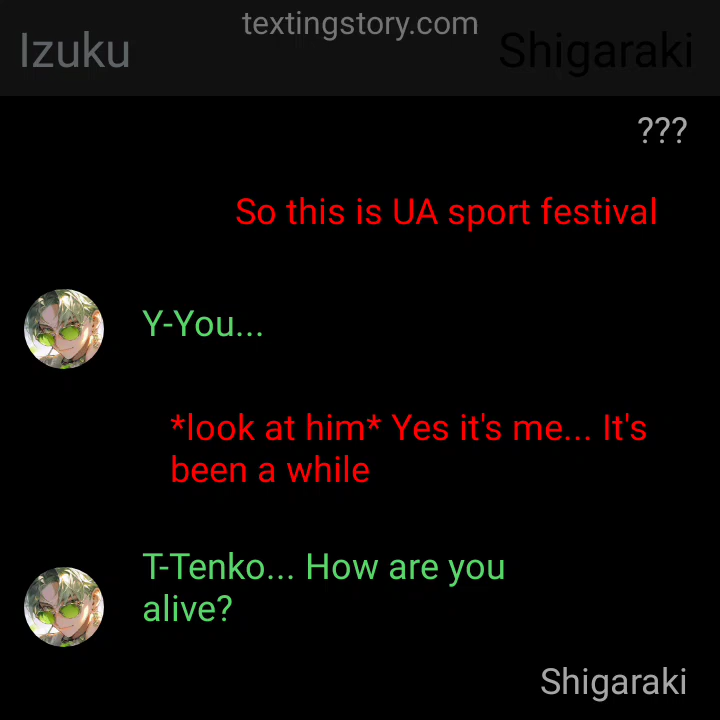 textingstory.com
Izuku
Shigaraki
???
So this is UA sport festival
Y-You...
*look at him* Yes it's me... It's
been a while
T-Tenko... How are you
alive?
Shigaraki